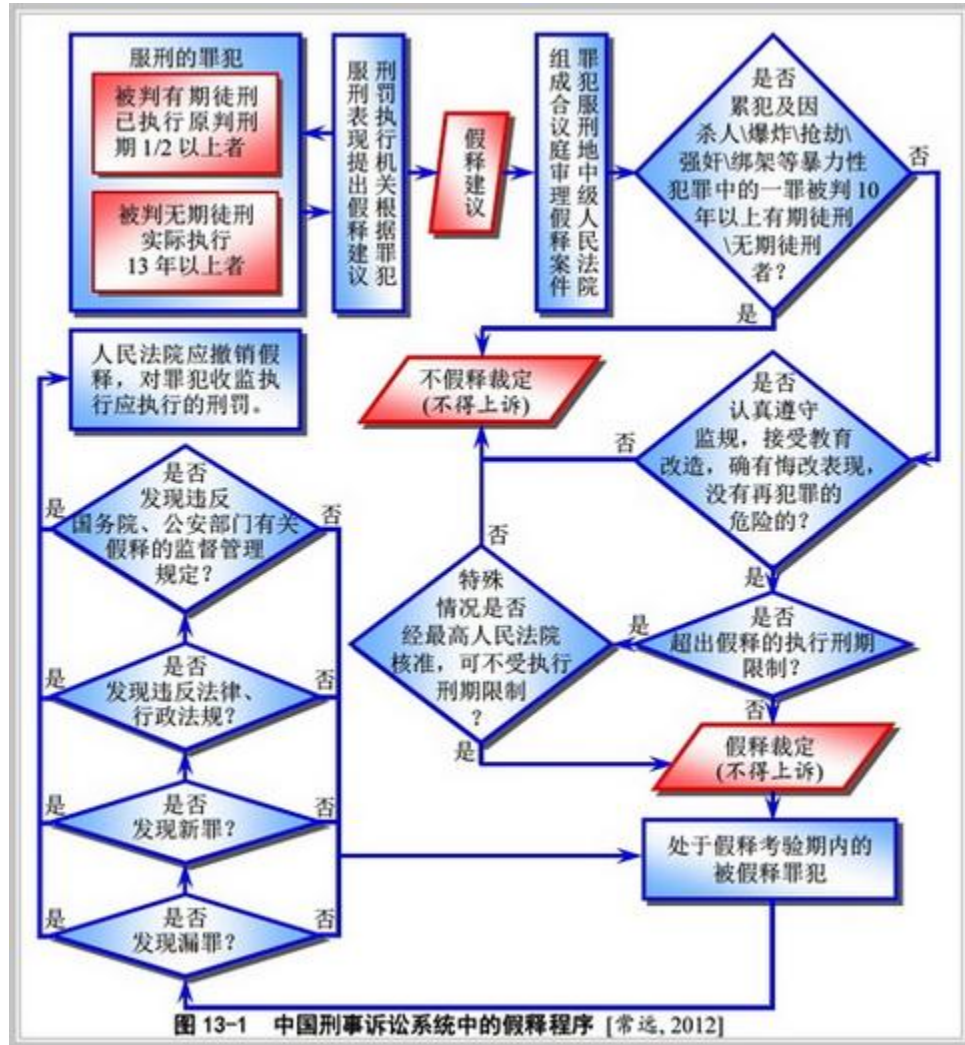 服刑的罪犯
被判有期徒刑
已执行原判刑
期1/2以上者
被判无期徒刑
实际执行
13年以上者
刑罚执行机关根据罪犯
服刑表现提出假释建议
假释建议
罪犯服刑地中级人民法院
组成合议庭审理假释案件
是否
累犯及因
杀人\爆炸\抢劫\
强奸\绑架等暴力性
犯罪中的一罪被判10
年以上有期徒刑
\无期徒刑
者？
否
是
人民法院应撤销假
释，对罪犯收监执
行应执行的刑罚。
不假释裁定
(不得上诉)
是否
认真遵守
监规，接受教育
改造，确有悔改表现，
没有再犯罪的
危险的？
否
是
是否
发现违反
国务院、公安部门有关
假释的监督管理
规定？
是
否
特殊
情况是否
经最高人民法院
核准，可不受执行
刑期限制
？
否
是
是否
超出假释的执行刑期
限制？
是
否
是否
发现违反法律、
行政法规？
是
否
假释裁定
(不得上诉)
是否
发现新罪？
是
否
处于假释考验期内的
被假释罪犯
是否
发现漏罪？
是
否
图 13-1 中国刑事诉讼系统中的假释程序 [常远, 2012]